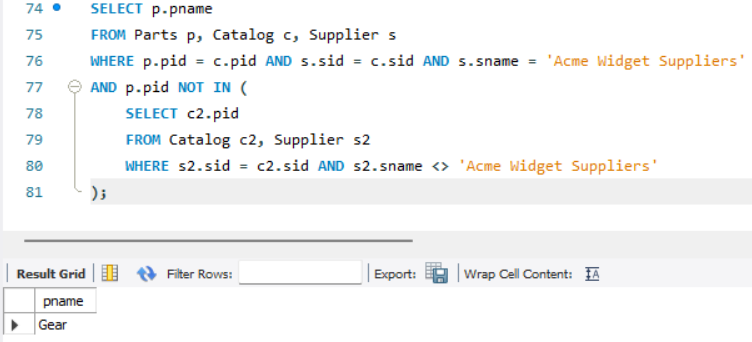 74 SELECT p.pname
75 FROM Parts p, Catalog c, Supplier s
76 WHERE p.pid = c.pid AND s.sid = c.sid AND s.sname = 'Acme Widget Suppliers'
77 AND p.pid NOT IN (
78 SELECT c2.pid
79 FROM Catalog c2, Supplier s2
80 WHERE s2.sid = c2.sid AND s2.sname <> 'Acme Widget Suppliers'
81 );
Result Grid Filter Rows: Export: Wrap Cell Content: IA
pname
Gear